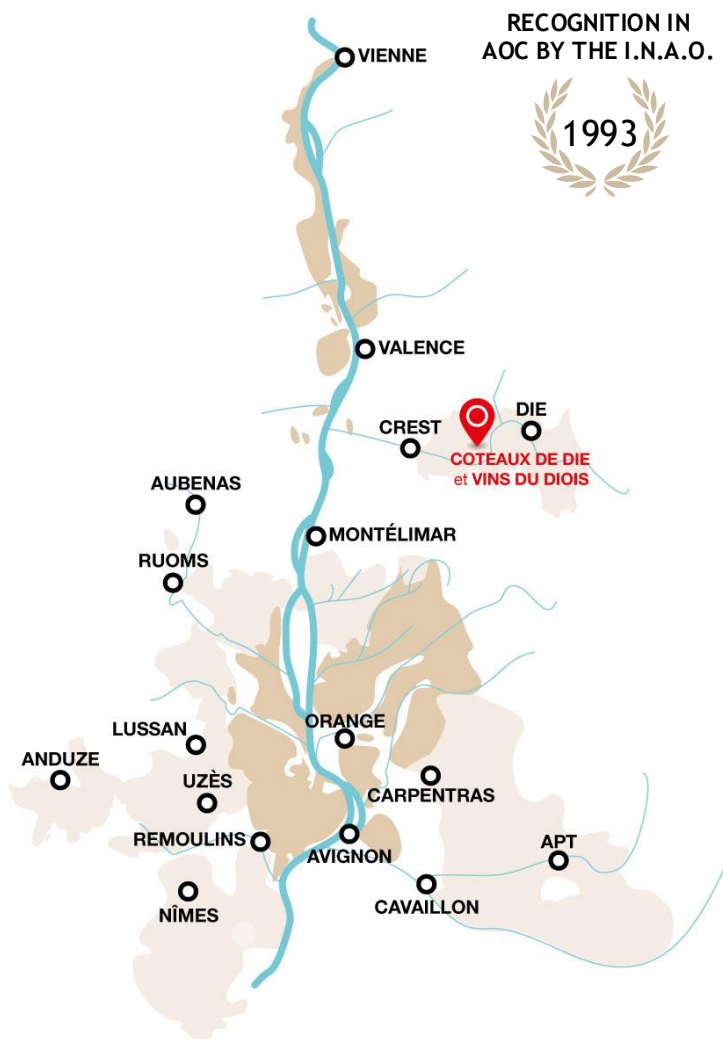 RECOGNITION IN
AOC BY THE I.N.A.O.
1993
VIENNE
VALENCE
CREST
DIE
COTEAUX DE DIE
et VINS DU DIOIS
AUBENAS
MONTÉLIMAR
RUOMS
ORANGE
LUSSAN
ANDUZE
UZÈS
CARPENTRAS
REMOULINS
AVIGNON
APT
CAVAILLON
NÎMES